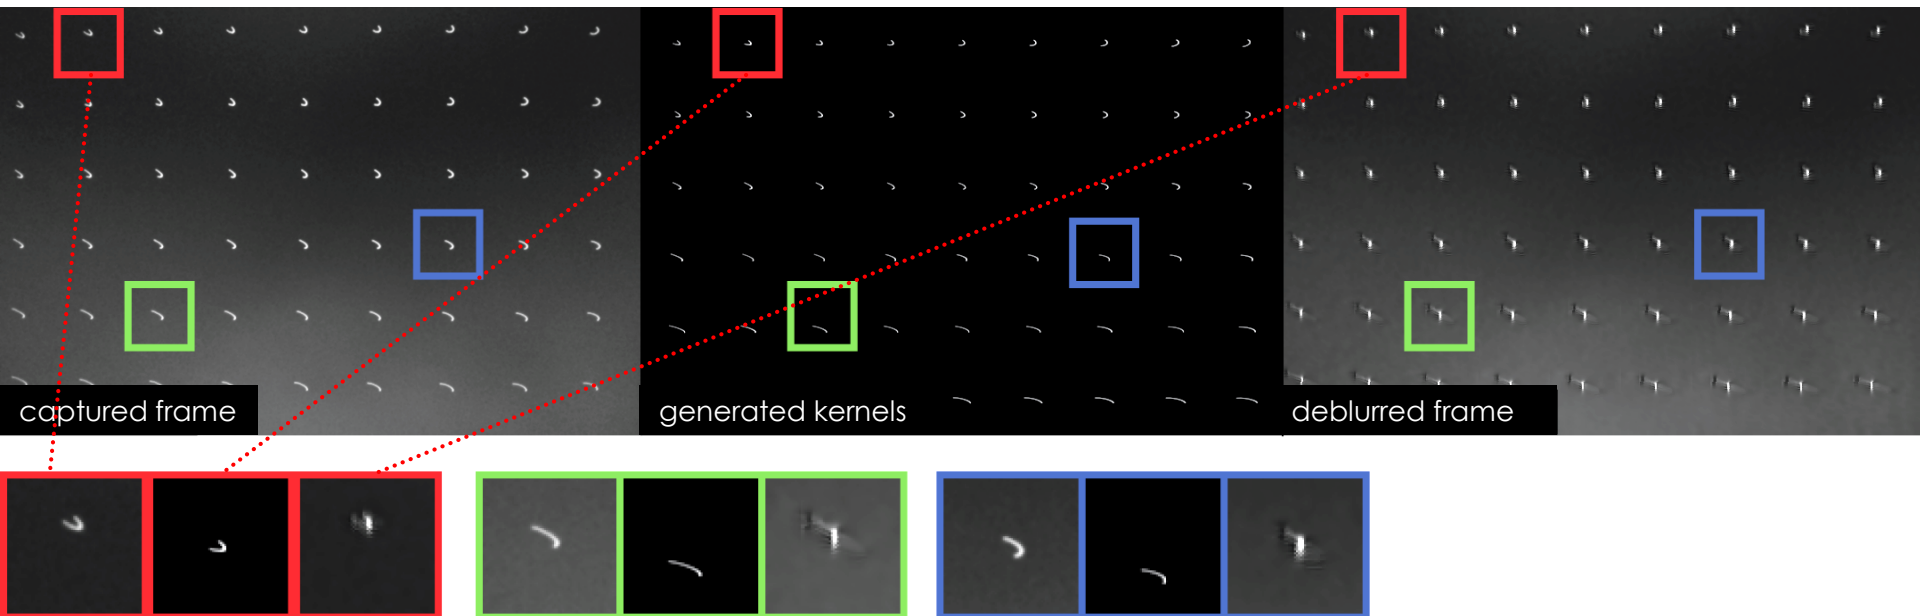 captured frame
generated kernels
deblurred frame